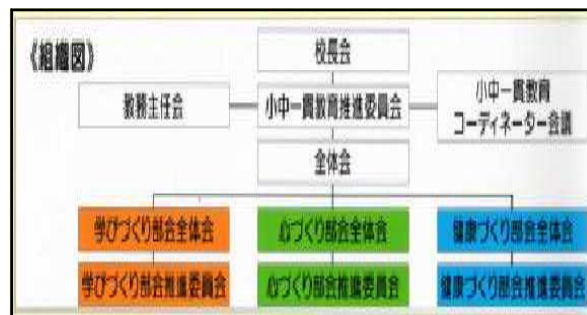 《組織図》
校長会
教務主任会
小中一貫教育推進委員会
小中一貫教育
コーディネーター会議
全体会
学びづくり部会全体会
心づくり部会全体会
健康づくり部会全体会
学びづくり部会推進委員会
心づくり部会推進委員会
健康づくり部会推進委員会